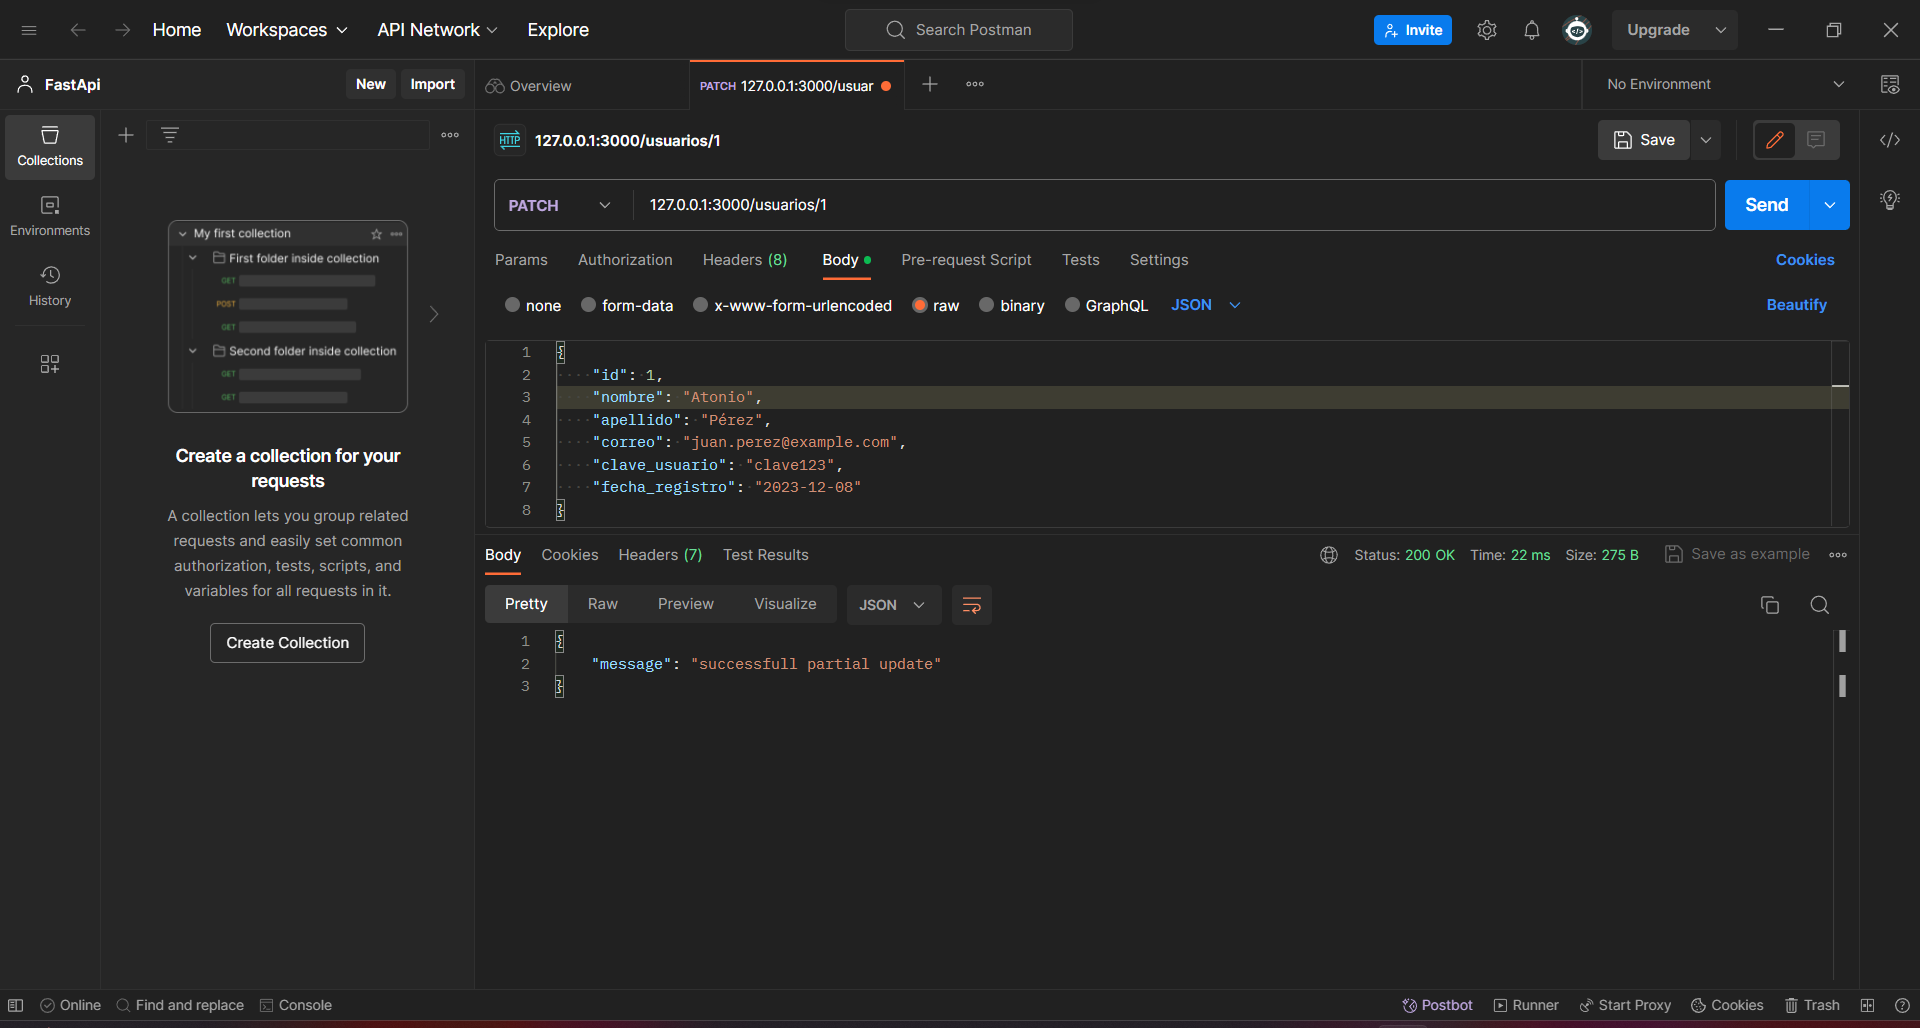 Home Workspaces API Network Explore Search Postman Invite Upgrade
FastApi New Import Overview PATCH 127.0.0.1:3000/usuar No Environment
Collections
Environments
History
My first collection
First folder inside collection
GET
POST
GET
Second folder inside collection
GET
GET
Create a collection for your
requests
A collection lets you group related
requests and easily set common
authorization, tests, scripts, and
variables for all requests in it.
Create Collection
HTTP 127.0.0.1:3000/usuarios/1 Save
PATCH 127.0.0.1:3000/usuarios/1 Send
Params Authorization Headers (8) Body Pre-request Script Tests Settings Cookies
none form-data x-www-form-urlencoded raw binary GraphQL JSON Beautify
1 {
2 "id": 1,
3 "nombre": "Atonio",
4 "apellido": "Pérez",
5 "correo": "juan.perez@example.com",
6 "clave_usuario": "clave123",
7 "fecha_registro": "2023-12-08"
8 }
Body Cookies Headers (7) Test Results Status: 200 OK Time: 22 ms Size: 275 B Save as example
Pretty Raw Preview Visualize JSON
1 {
2 "message": "successfull partial update"
3 }
Online Find and replace Console Postbot Runner Start Proxy Cookies Trash